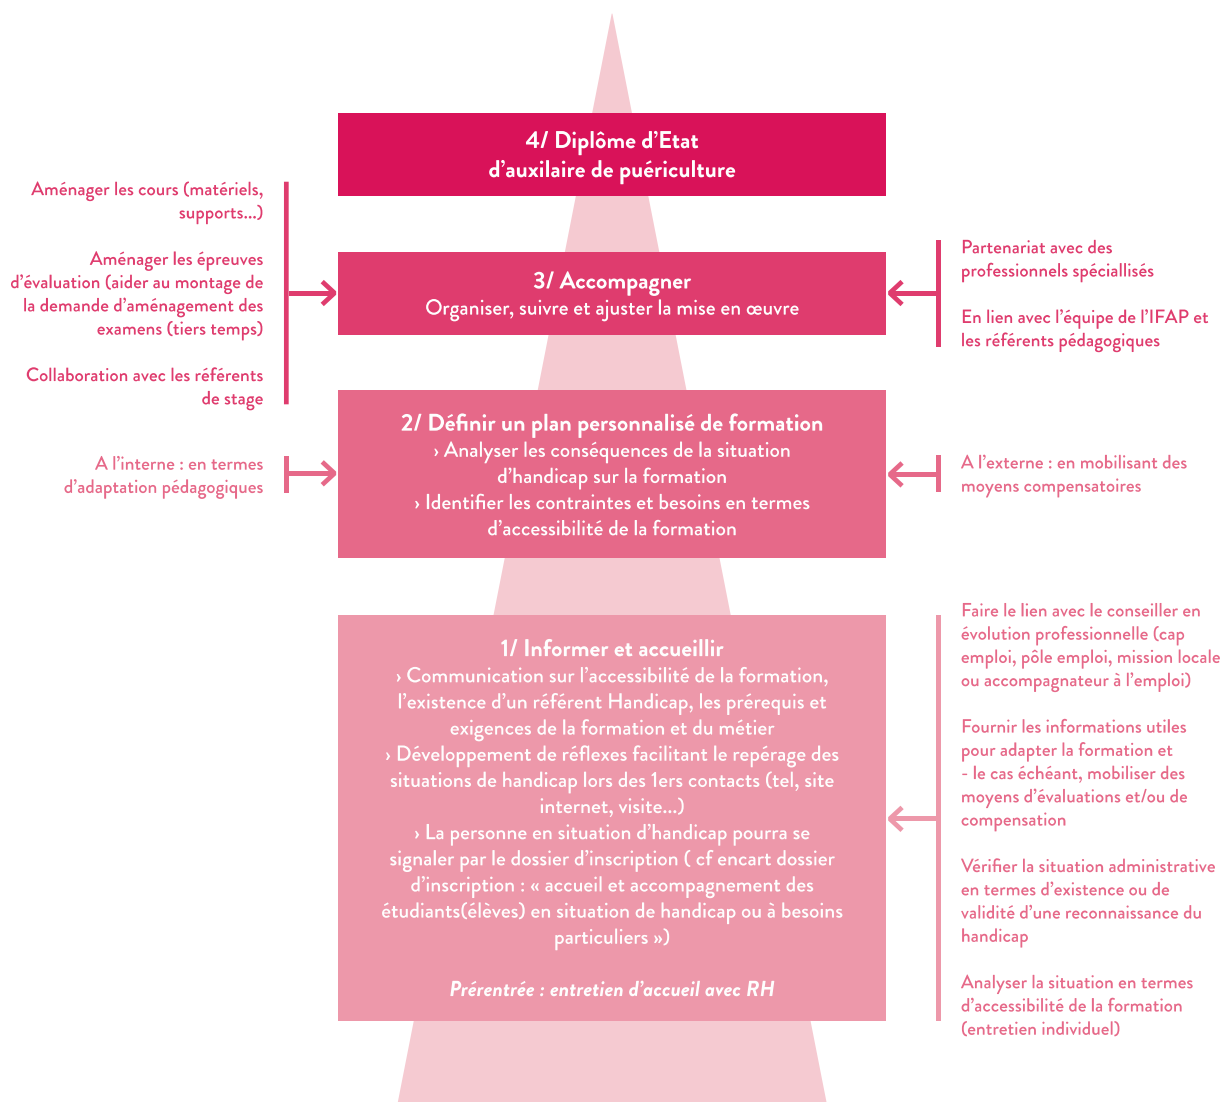 4/ Diplôme d'Etat
d'auxilaire de puériculture
Aménager les cours (matériels,
supports...)
Aménager les épreuves
d'évaluation (aider au montage de
la demande d'aménagement des
examens (tiers temps)
Collaboration avec les référents
de stage
3/ Accompagner
Organiser, suivre et ajuster la mise en œuvre
Partenariat avec des
professionnels spéciallisés
En lien avec l'équipe de l'IFAP et
les référents pédagogiques
A l'interne : en termes
d'adaptation pédagogiques
2/ Définir un plan personnalisé de formation
› Analyser les conséquences de la situation
d'handicap sur la formation
› Identifier les contraintes et besoins en termes
d'accessibilité de la formation
A l'externe : en mobilisant des
moyens compensatoires
1/ Informer et accueillir
› Communication sur l'accessibilité de la formation,
l'existence d'un référent Handicap, les prérequis et
exigences de la formation et du métier
› Développement de réflexes facilitant le repérage des
situations de handicap lors des 1ers contacts (tel, site
internet, visite...)
› La personne en situation d'handicap pourra se
signaler par le dossier d'inscription ( cf encart dossier
d'inscription : « accueil et accompagnement des
étudiants(élèves) en situation de handicap ou à besoins
particuliers »)
Prérentrée : entretien d'accueil avec RH
Faire le lien avec le conseiller en
évolution professionnelle (cap
emploi, pôle emploi, mission locale
ou accompagnateur à l'emploi)
Fournir les informations utiles
pour adapter la formation et
- le cas échéant, mobiliser des
moyens d'évaluations et/ou de
compensation
Vérifier la situation administrative
en termes d'existence ou de
validité d'une reconnaissance du
handicap
Analyser la situation en termes
d'accessibilité de la formation
(entretien individuel)